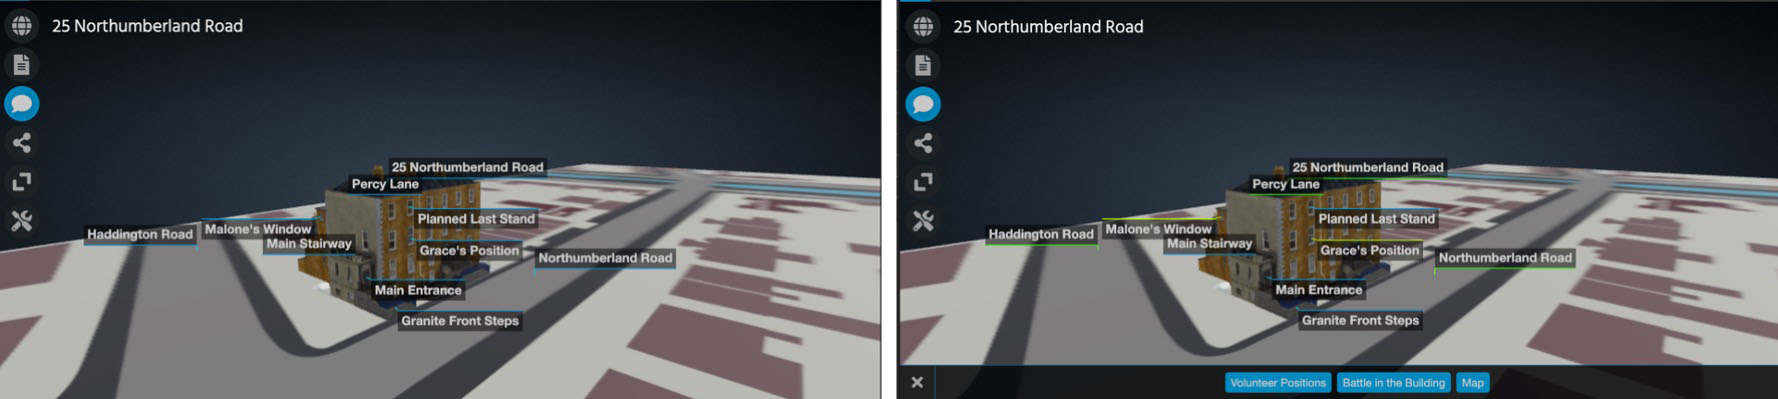 25 Northumberland Road
25 Northumberland Road
Percy Lane
Planned Last Stand
Haddington Road
Malone's Window
Main Stairway
Grace's Position
Northumberland Road
Main Entrance
Granite Front Steps
25 Northumberland Road
25 Northumberland Road
Percy Lane
Planned Last Stand
Haddington Road
Malone's Window
Main Stairway
Grace's Position
Northumberland Road
Main Entrance
Granite Front Steps
Volunteer Positions Battle in the Building Map